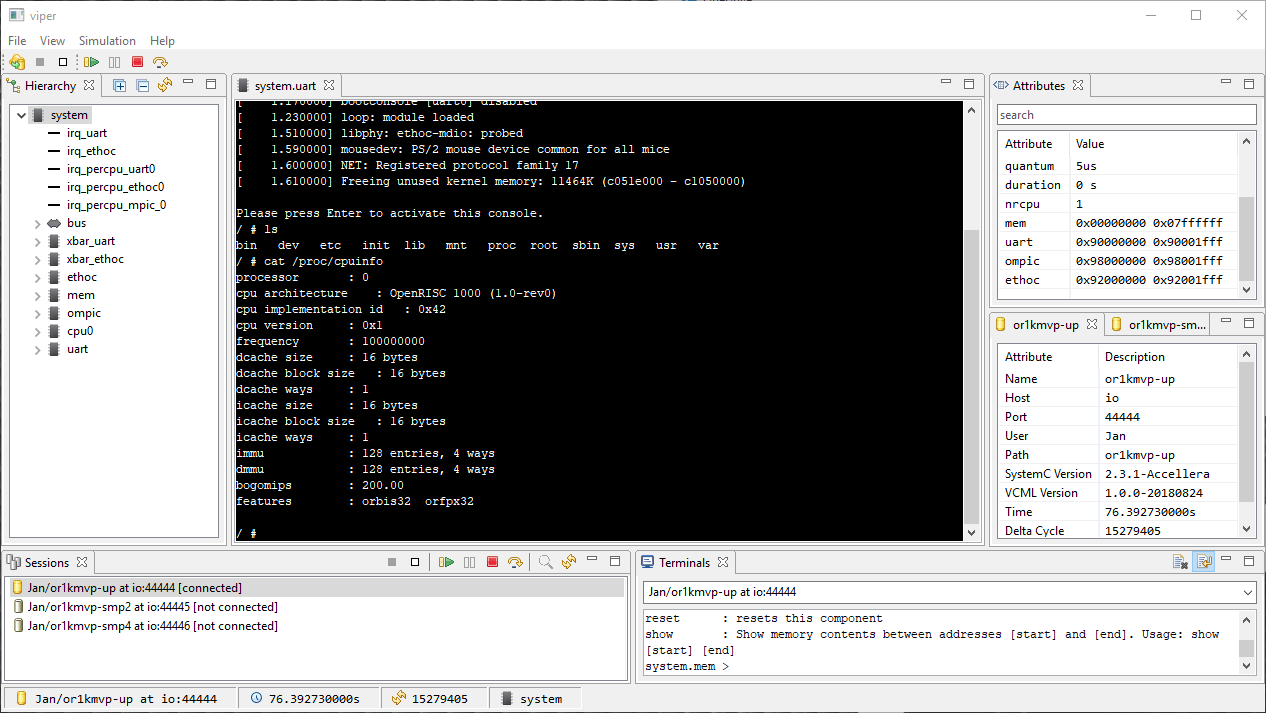 viper
File View Simulation Help
Hierarchy
system
irq_uart
irq_ethoc
irq_percpu_uart0
irq_percpu_ethoc0
irq_percpu_mpic_0
bus
xbar_uart
xbar_ethoc
ethoc
mem
ompic
cpu0
uart
system.uart
[    1.170000] bootconsole [uart0] disabled
[    1.230000] loop: module loaded
[    1.510000] libphy: ethoc-mdio: probed
[    1.590000] mousedev: PS/2 mouse device common for all mice
[    1.600000] NET: Registered protocol family 17
[    1.610000] Freeing unused kernel memory: 11464K (c051e000 - c1050000)
Please press Enter to activate this console.
/ # ls
bin   dev   etc   init  lib   mnt   proc  root  sbin  sys   usr   var
/ # cat /proc/cpuinfo
processor       : 0
cpu architecture    : OpenRISC 1000 (1.0-rev0)
cpu implementation id   : 0x42
cpu version     : 0x1
frequency       : 100000000
dcache size     : 16 bytes
dcache block size   : 16 bytes
dcache ways     : 1
icache size     : 16 bytes
icache block size   : 16 bytes
icache ways     : 1
immu            : 128 entries, 4 ways
dmmu            : 128 entries, 4 ways
bogomips        : 200.00
features        : orbis32  orfpx32
/ #
Attributes
search
Attribute Value
quantum 5us
duration 0 s
nrcpu 1
mem 0x00000000 0x07ffffff
uart 0x90000000 0x90001fff
ompic 0x98000000 0x98001fff
ethoc 0x92000000 0x92001fff
or1kmvp-up or1kmvp-sm...
Attribute Description
Name or1kmvp-up
Host io
Port 44444
User Jan
Path or1kmvp-up
SystemC Version 2.3.1-Accellera
VCML Version 1.0.0-20180824
Time 76.392730000s
Delta Cycle 15279405
Sessions
Jan/or1kmvp-up at io:44444 [connected]
Jan/or1kmvp-smp2 at io:44445 [not connected]
Jan/or1kmvp-smp4 at io:44446 [not connected]
Terminals
Jan/or1kmvp-up at io:44444
reset      : resets this component
show       : Show memory contents between addresses [start] and [end]. Usage: show
[start] [end]
system.mem >
Jan/or1kmvp-up at io:44444 76.392730000s 15279405 system